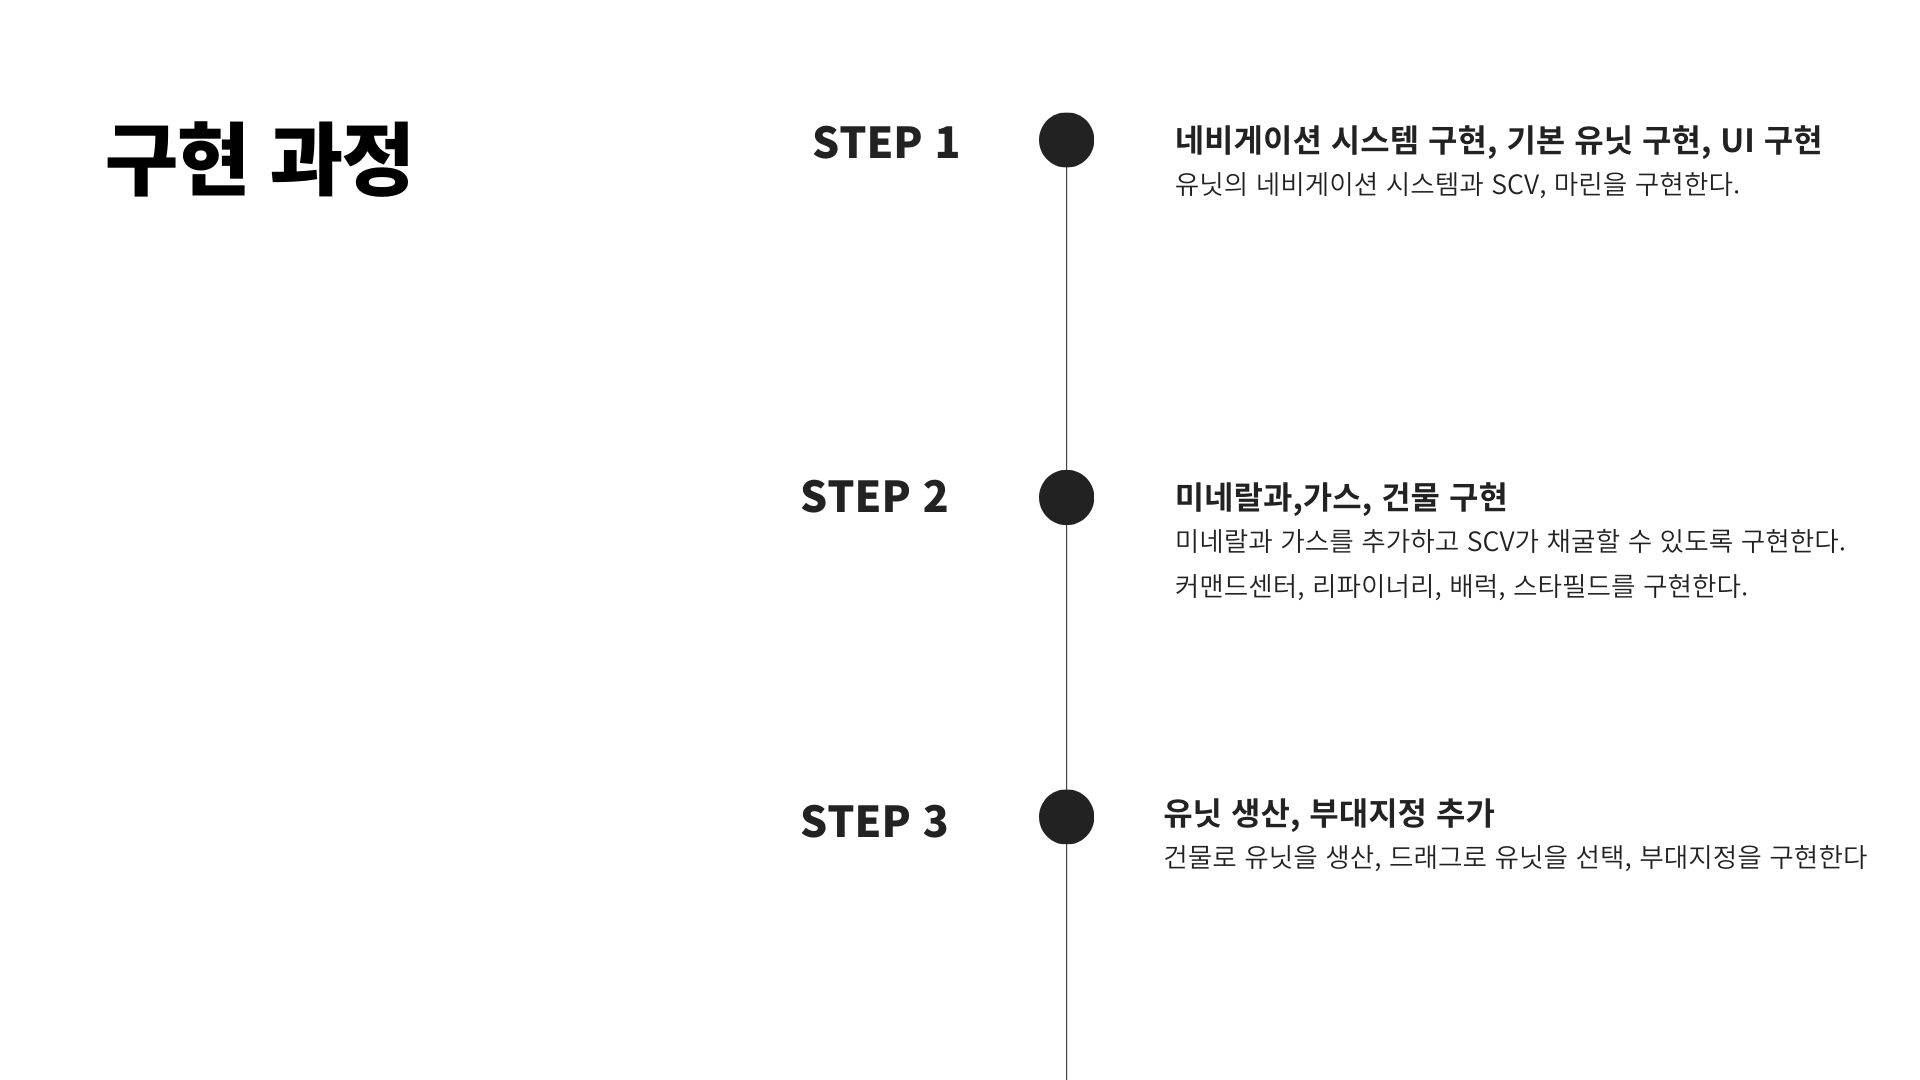 구현 과정
STEP 1
네비게이션 시스템 구현, 기본 유닛 구현, UI 구현
유닛의 네비게이션 시스템과 SCV, 마린을 구현한다.
STEP 2
미네랄과,가스, 건물 구현
미네랄과 가스를 추가하고 SCV가 채굴할 수 있도록 구현한다.
커맨드센터, 리파이너리, 배럭, 스타필드를 구현한다.
STEP 3
유닛 생산, 부대지정 추가
건물로 유닛을 생산, 드래그로 유닛을 선택, 부대지정을 구현한다